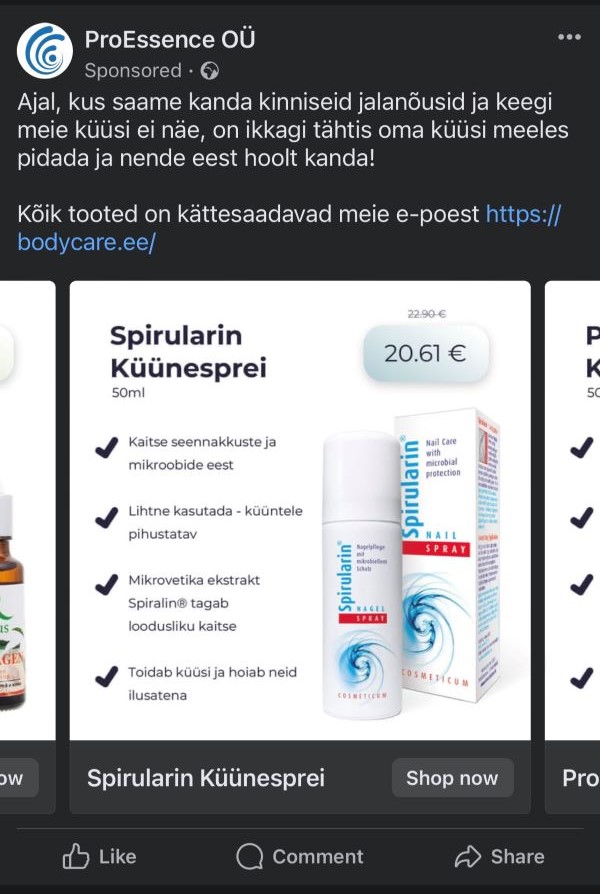 ProEssence OÜ
Sponsored ·
Ajal, kus saame kanda kinniseid jalanõusid ja keegi
meie küüsi ei näe, on ikkagi tähtis oma küüsi meeles
pidada ja nende eest hoolt kanda!
Kõik tooted on kättesaadavad meie e-poest https://
bodycare.ee/
Spirularin
Küünesprei
50ml
22.90 €
20.61 €
Kaitse seennakkuste ja
mikroobide eest
Lihtne kasutada - küüntele
pihustatav
Mikrovetika ekstrakt
Spiralin® tagab
loodusliku kaitse
Toidab küüsi ja hoiab neid
ilusatena
Spirularin®
Nagelpflege
mit
mikrobiellem
Schutz
NAGEL
SPRAY
COSMETICUM
Spirularin®
Nail Care
with
microbial
protection
NAIL
SPRAY
COSMETICUM
P
K
50
ow
Spirularin Küünesprei
Shop now
Pro
Like
Comment
Share